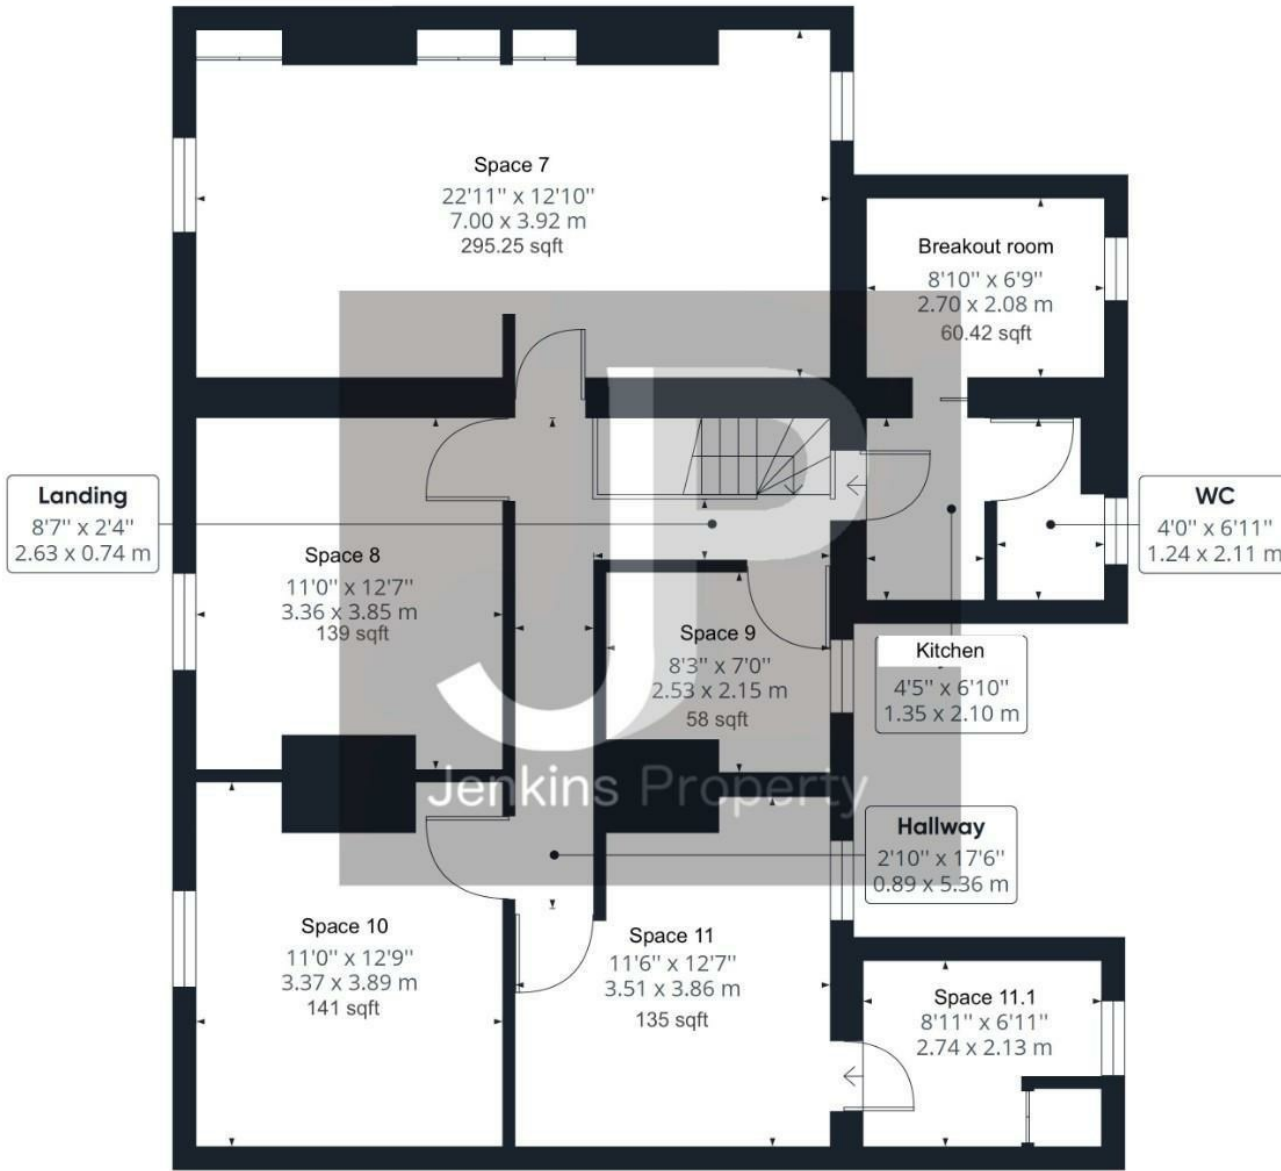 Space 7
22'11" x 12'10"
7.00 x 3.92 m
295.25 sqft
Breakout room
8'10" x 6'9"
2.70 x 2.08 m
60.42 sqft
Landing
8'7" x 2'4"
2.63 x 0.74 m
WC
4'0" x 6'11"
1.24 x 2.11 m
Space 8
11'0" x 12'7"
3.36 x 3.85 m
139 sqft
Space 9
8'3" x 7'0"
2.53 x 2.15 m
58 sqft
Kitchen
4'5" x 6'10"
1.35 x 2.10 m
JP
Jenkins Property
Hallway
2'10" x 17'6"
0.89 x 5.36 m
Space 10
11'0" x 12'9"
3.37 x 3.89 m
141 sqft
Space 11
11'6" x 12'7"
3.51 x 3.86 m
135 sqft
Space 11.1
8'11" x 6'11"
2.74 x 2.13 m